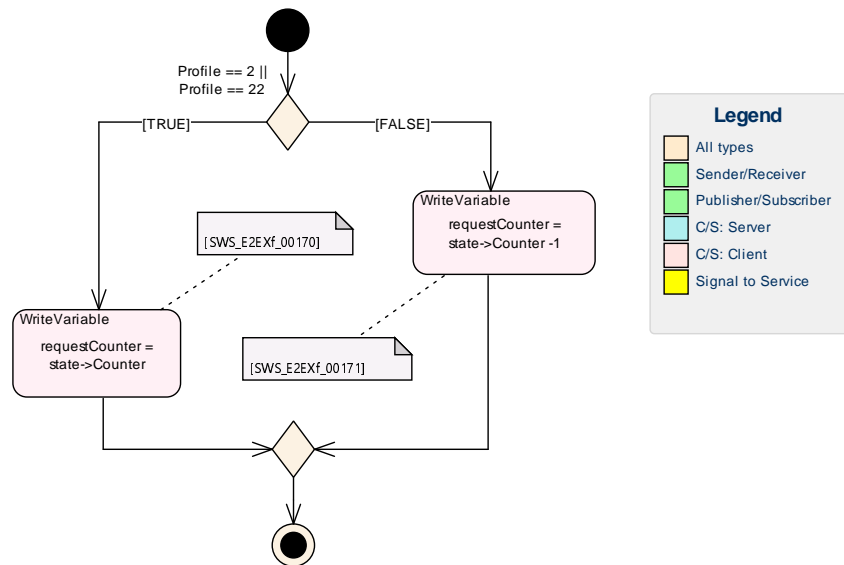 Profile == 2 ||
Profile == 22
[TRUE]
[FALSE]
WriteVariable
requestCounter =
state->Counter -1
[SWS_E2EXf_00170]
WriteVariable
requestCounter =
state->Counter
[SWS_E2EXf_00171]
Legend
All types
Sender/Receiver
Publisher/Subscriber
C/S: Server
C/S: Client
Signal to Service